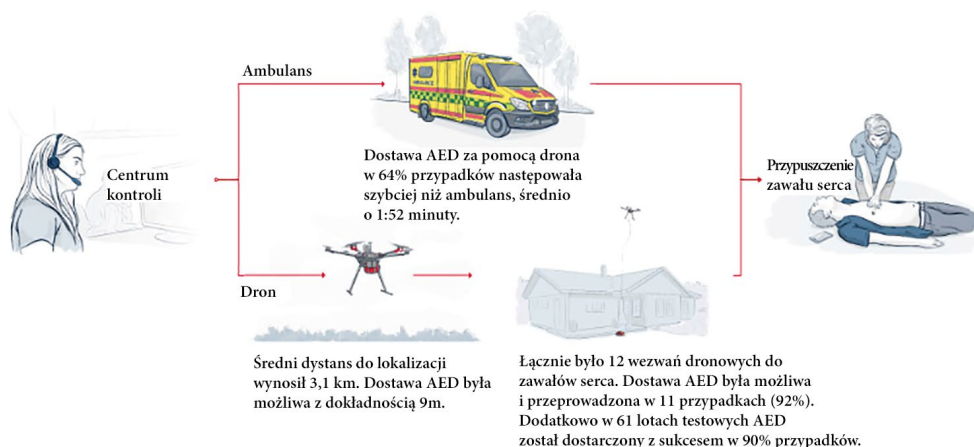 Ambulans
Centrum
kontroli
Dostawa AED za pomocą drona
w 64% przypadków następowała
szybciej niż ambulans, średnio
o 1:52 minuty.
Przypuszczenie
zawału serca
Dron
Średni dystans do lokalizacji
wynosił 3,1 km. Dostawa AED była
możliwa z dokładnością 9m.
Łącznie było 12 wezwań dronowych do
zawałów serca. Dostawa AED była możliwa
i przeprowadzona w 11 przypadkach (92%).
Dodatkowo w 61 lotach testowych AED
został dostarczony z sukcesem w 90% przypadków.